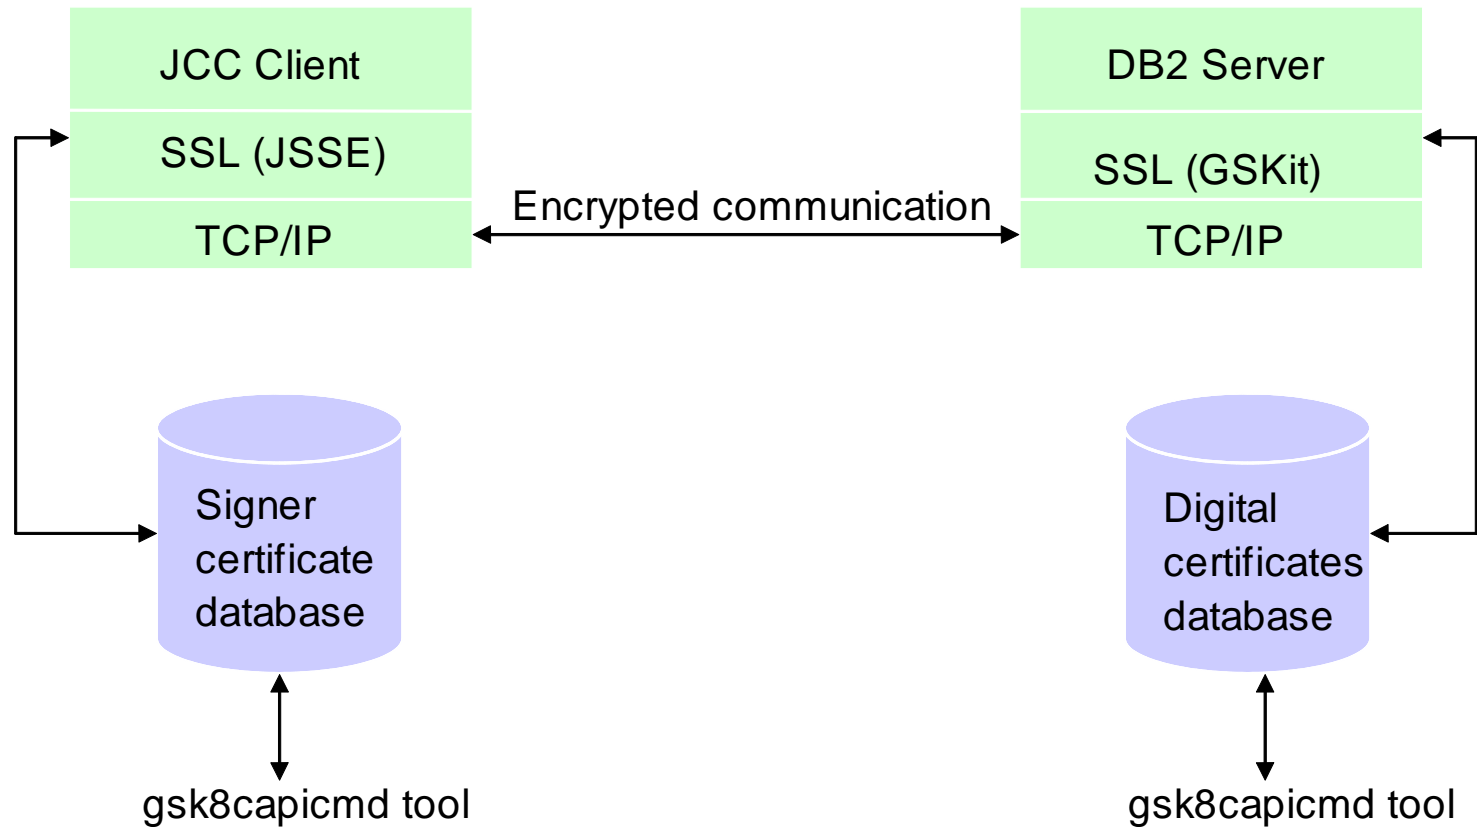 JCC Client
SSL (JSSE)
TCP/IP
Encrypted communication
DB2 Server
SSL (GSKit)
TCP/IP
Signer
certificate
database
gsk8capicmd tool
Digital
certificates
database
gsk8capicmd tool